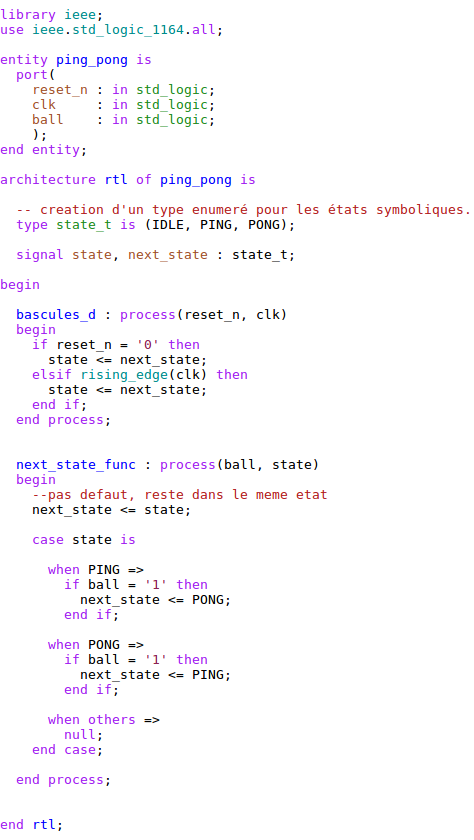 library ieee;
use ieee.std_logic_1164.all;
entity ping_pong is
port(
reset_n : in std_logic;
clk     : in std_logic;
ball    : in std_logic;
);
end entity;
architecture rtl of ping_pong is
-- creation d'un type enumeré pour les états symboliques.
type state_t is (IDLE, PING, PONG);
signal state, next_state : state_t;
begin
bascules_d : process(reset_n, clk)
begin
if reset_n = '0' then
state <= next_state;
elsif rising_edge(clk) then
state <= next_state;
end if;
end process;
next_state_func : process(ball, state)
begin
--pas defaut, reste dans le meme etat
next_state <= state;
case state is
when PING =>
if ball = '1' then
next_state <= PONG;
end if;
when PONG =>
if ball = '1' then
next_state <= PING;
end if;
when others =>
null;
end case;
end process;
end rtl;